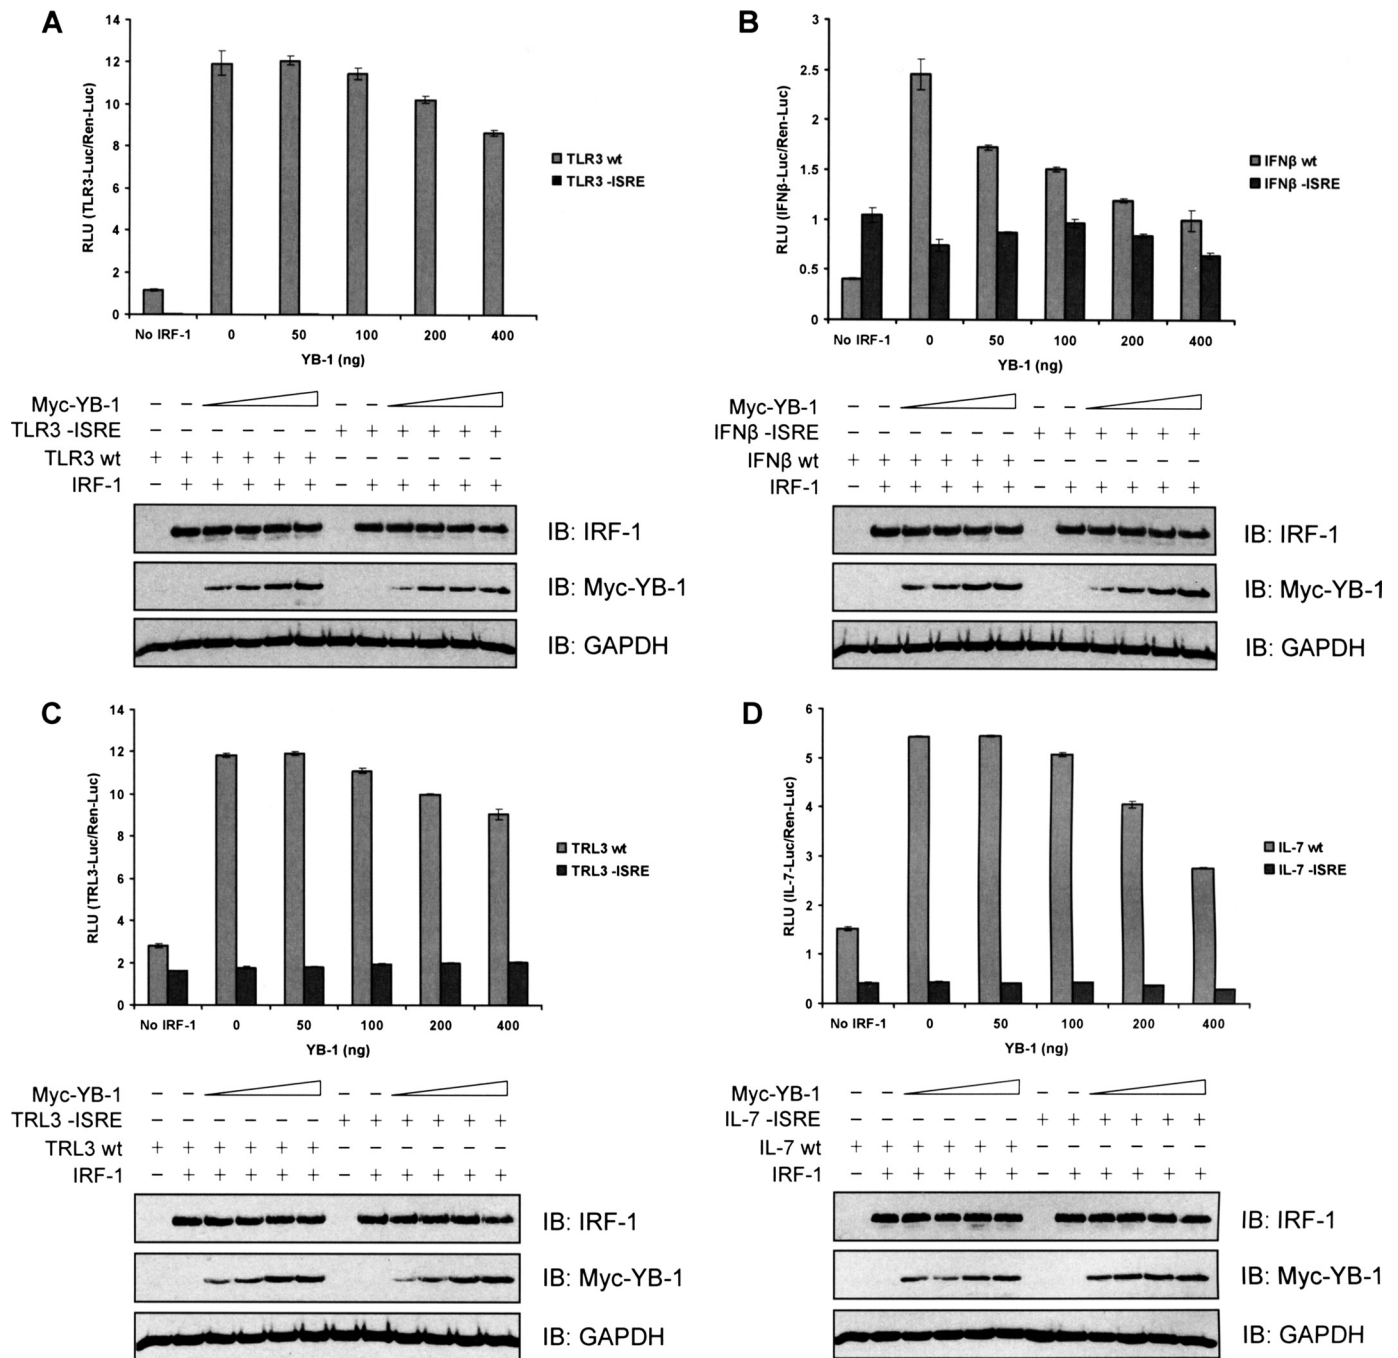 A
14
12
10
8
6
4
2
0
RLU (TLR3-Luc/Ren-Luc)
No IRF-1 0 50 100 200 400
YB-1 (ng)
TLR3 wt
TLR3 -ISRE
Myc-YB-1 – –
TLR3 -ISRE – – – – – – + + + + + +
TLR3 wt + + + + + + – – – – – –
IRF-1 – + + + + + – + + + + +
IB: IRF-1
IB: Myc-YB-1
IB: GAPDH
B
3
2.5
2
1.5
1
0.5
0
RLU (IFNβ-Luc/Ren-Luc)
No IRF-1 0 50 100 200 400
YB-1 (ng)
IFNβ wt
IFNβ -ISRE
Myc-YB-1 – – – –
IFNβ -ISRE – – – – – – + + + + + +
IFNβ wt + + + + + + – – – – – –
IRF-1 – + + + + + – + + + + +
IB: IRF-1
IB: Myc-YB-1
IB: GAPDH
C
14
12
10
8
6
4
2
0
RLU (TRL3-Luc/Ren-Luc)
No IRF-1 0 50 100 200 400
YB-1 (ng)
TRL3 wt
TRL3 -ISRE
Myc-YB-1 – – – –
TRL3 -ISRE – – – – – – + + + + + +
TRL3 wt + + + + + + – – – – – –
IRF-1 – + + + + + – + + + + +
IB: IRF-1
IB: Myc-YB-1
IB: GAPDH
D
6
5
4
3
2
1
0
RLU (IL-7-Luc/Ren-Luc)
No IRF-1 0 50 100 200 400
YB-1 (ng)
IL-7 wt
IL-7 -ISRE
Myc-YB-1 – – – –
IL-7 -ISRE – – – – – – + + + + + +
IL-7 wt + + + + + + – – – – – –
IRF-1 – + + + + + – + + + + +
IB: IRF-1
IB: Myc-YB-1
IB: GAPDH